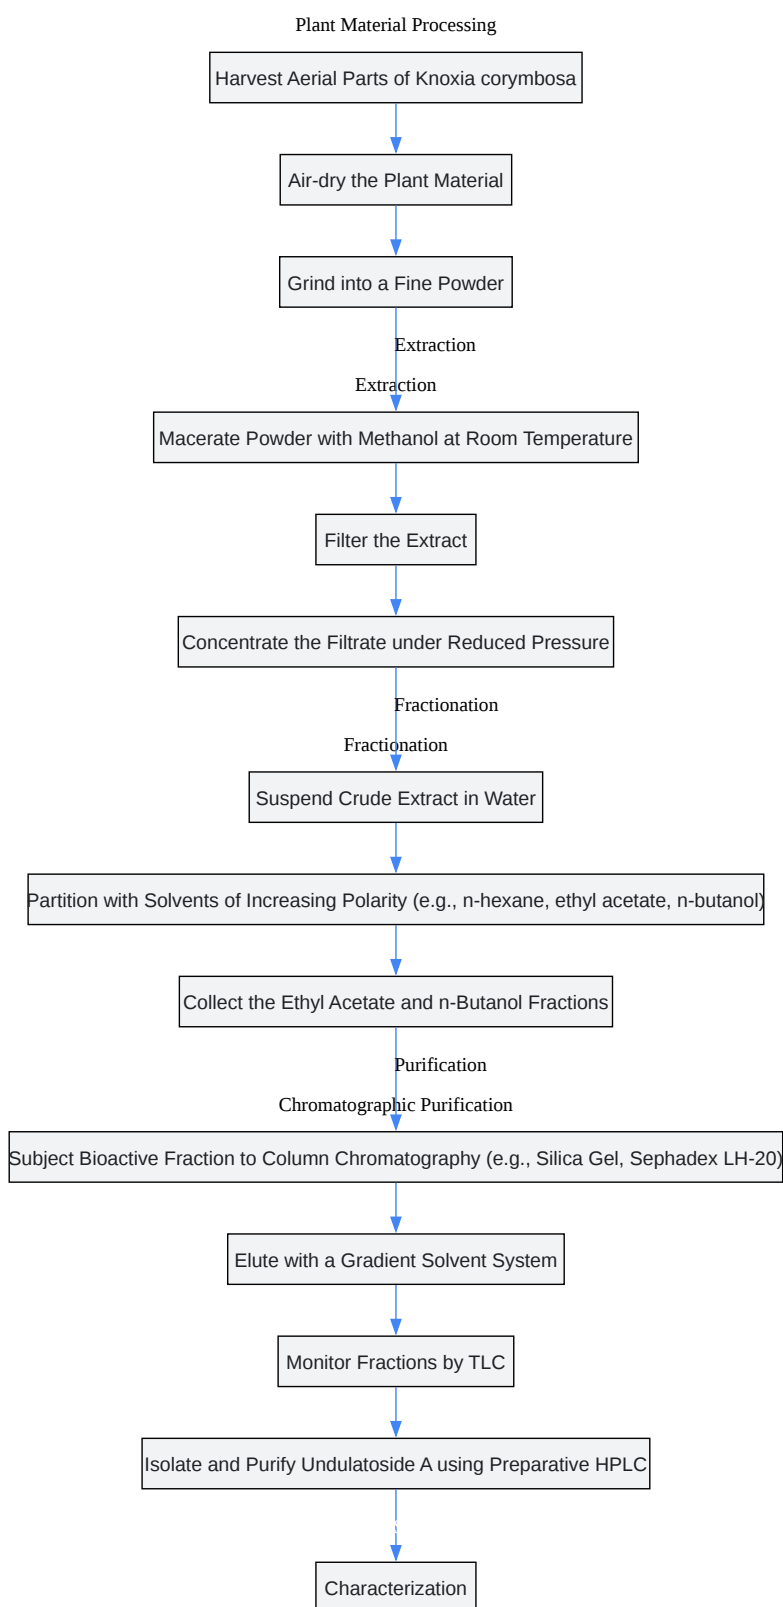 Plant Material Processing
Harvest Aerial Parts of Knoxia corymbosa
Air-dry the Plant Material
Grind into a Fine Powder
Extraction
Extraction
Macerate Powder with Methanol at Room Temperature
Filter the Extract
Concentrate the Filtrate under Reduced Pressure
Fractionation
Fractionation
Suspend Crude Extract in Water
Partition with Solvents of Increasing Polarity (e.g., n-hexane, ethyl acetate, n-butanol)
Collect the Ethyl Acetate and n-Butanol Fractions
Purification
Chromatographic Purification
Subject Bioactive Fraction to Column Chromatography (e.g., Silica Gel, Sephadex LH-20)
Elute with a Gradient Solvent System
Monitor Fractions by TLC
Isolate and Purify Undulatoside A using Preparative HPLC
Characterization